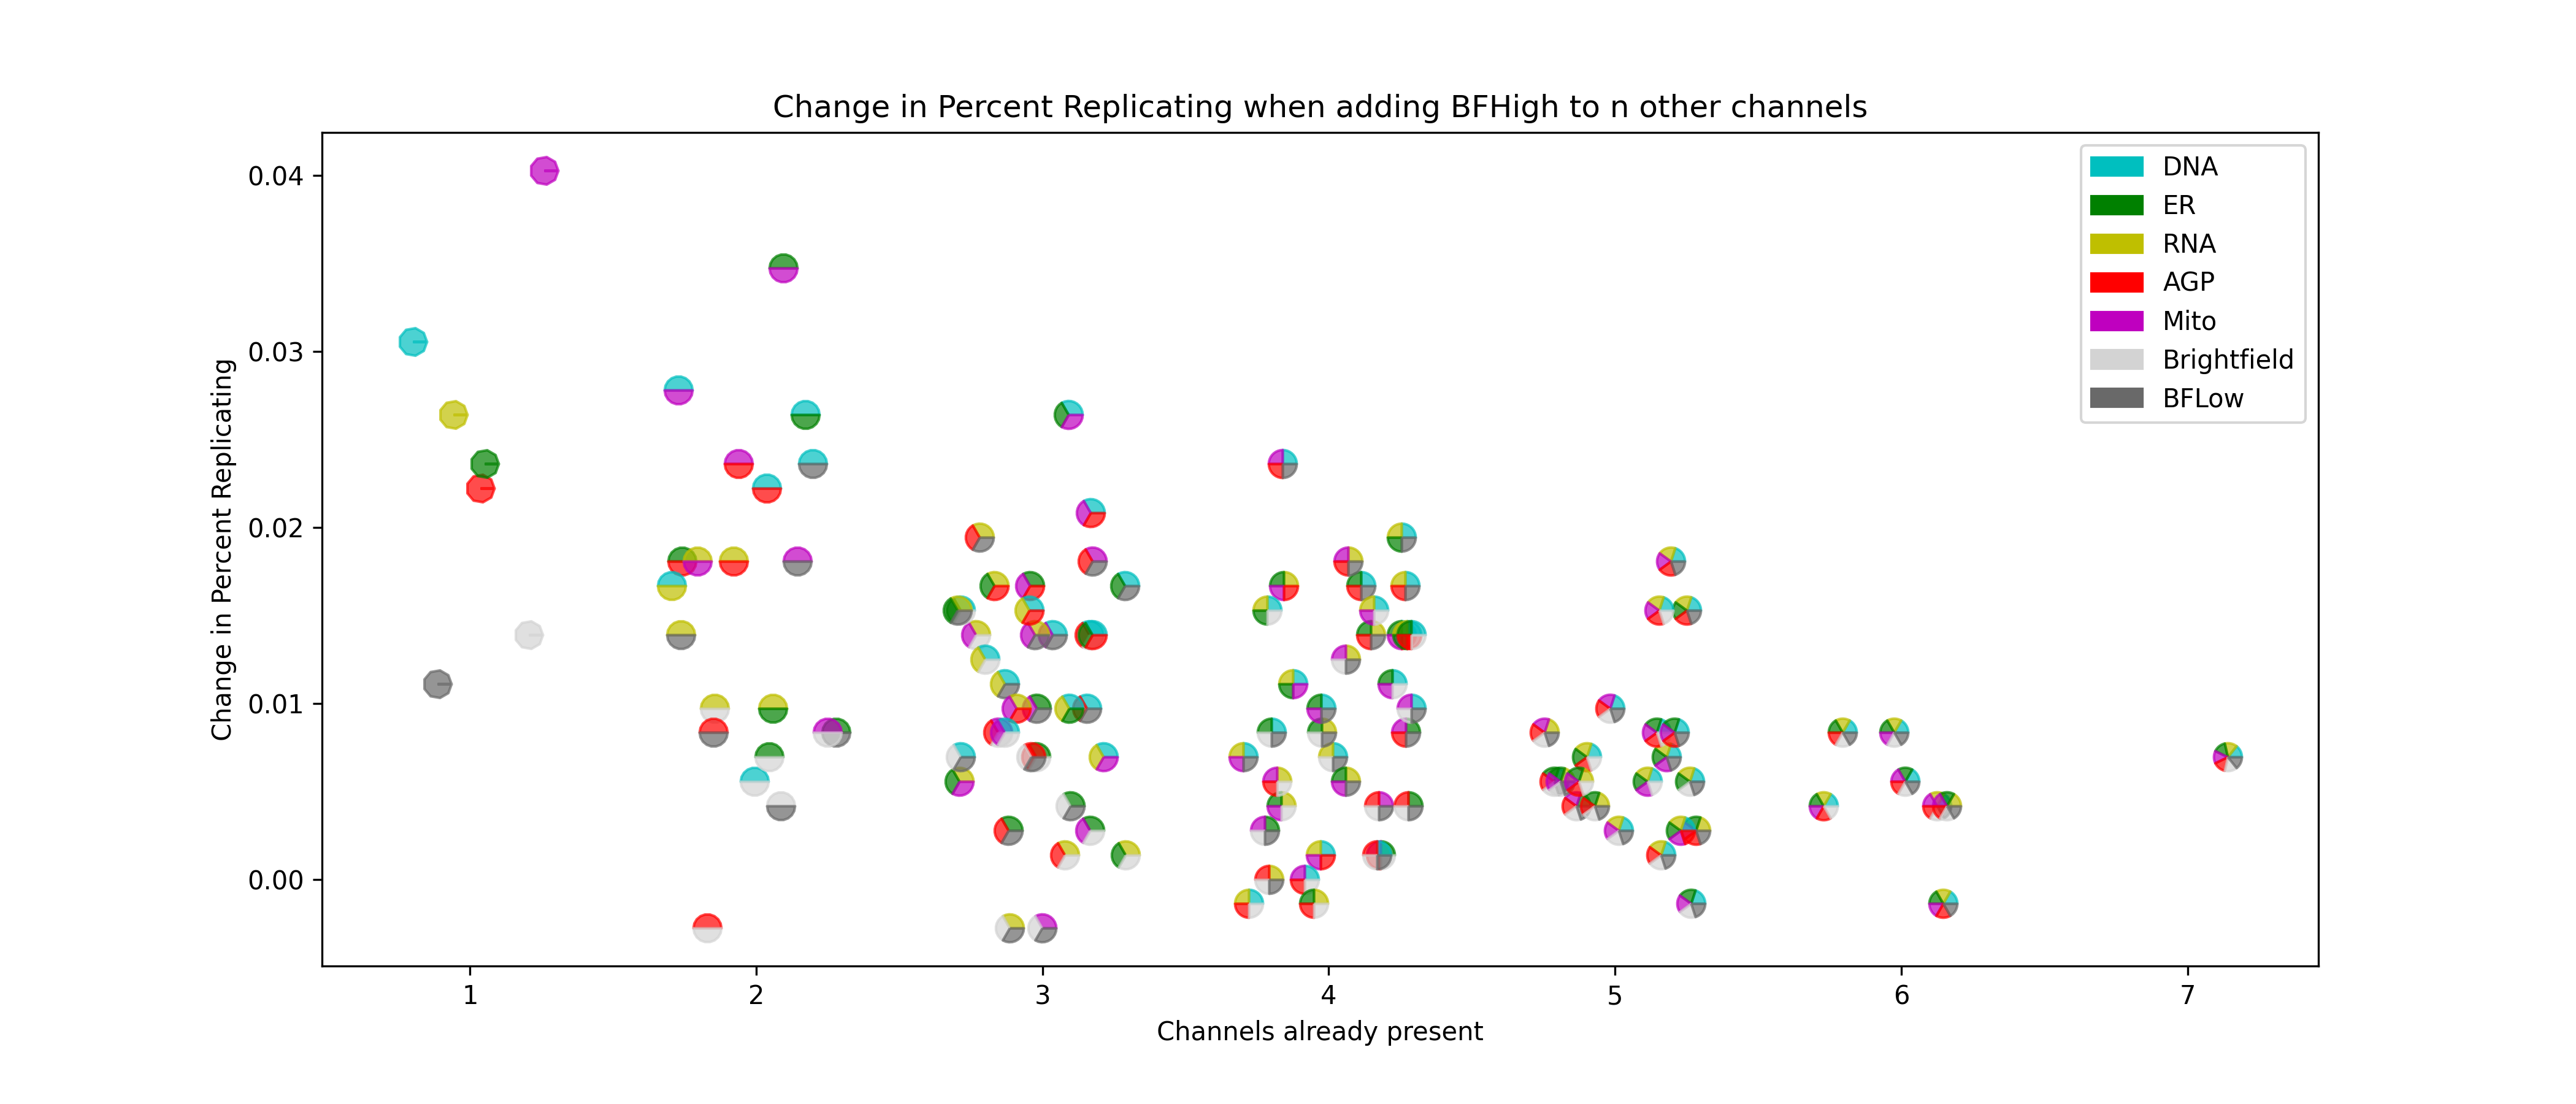 Change in Percent Replicating when adding BFHigh to n other channels
Change in Percent Replicating
0.04
0.03
0.02
0.01
0.00
DNA
ER
RNA
AGP
Mito
Brightfield
BFLow
1 2 3 4 5 6 7
Channels already present